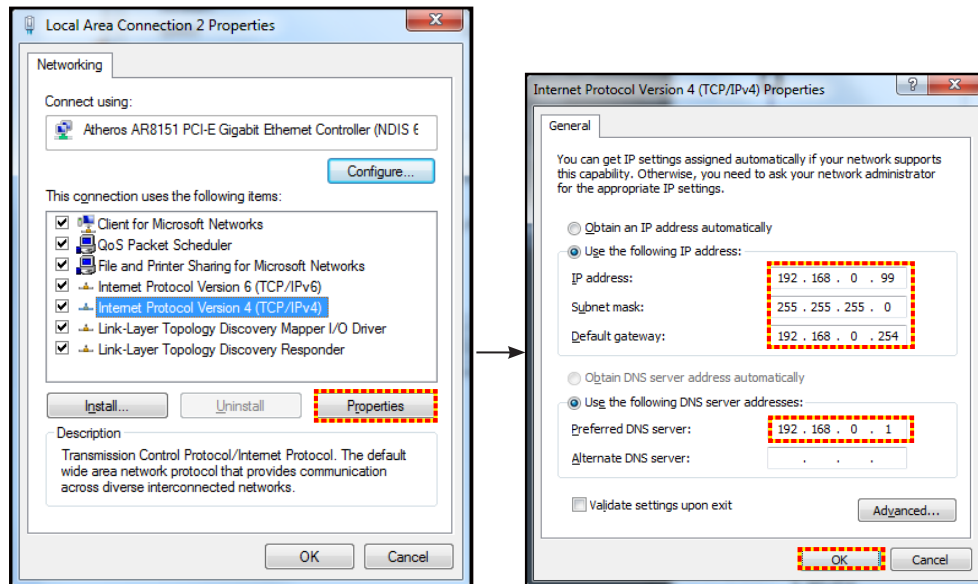 Local Area Connection 2 Properties
Networking
Connect using:
Atheros AR8151 PCI-E Gigabit Ethernet Controller (NDIS 6
Configure...
This connection uses the following items:
Client for Microsoft Networks
QoS Packet Scheduler
File and Printer Sharing for Microsoft Networks
Internet Protocol Version 6 (TCP/IPv6)
Internet Protocol Version 4 (TCP/IPv4)
Link-Layer Topology Discovery Mapper I/O Driver
Link-Layer Topology Discovery Responder
Install... Uninstall Properties
Description
Transmission Control Protocol/Internet Protocol. The default
wide area network protocol that provides communication
across diverse interconnected networks.
OK Cancel
Internet Protocol Version 4 (TCP/IPv4) Properties
General
You can get IP settings assigned automatically if your network supports
this capability. Otherwise, you need to ask your network administrator
for the appropriate IP settings.
Obtain an IP address automatically
Use the following IP address:
IP address: 192 . 168 . 0 . 99
Subnet mask: 255 . 255 . 255 . 0
Default gateway: 192 . 168 . 0 . 254
Obtain DNS server address automatically
Use the following DNS server addresses:
Preferred DNS server: 192 . 168 . 0 . 1
Alternate DNS server: . . .
Validate settings upon exit
Advanced...
OK Cancel